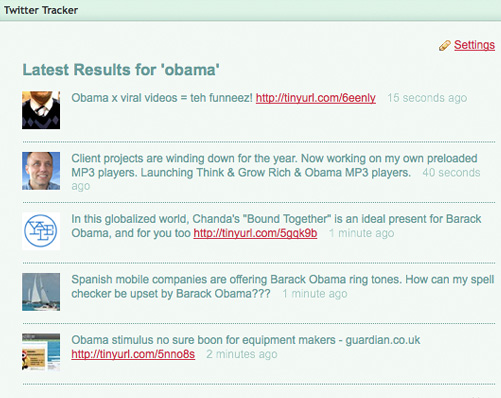 Twitter Tracker
Settings
Latest Results for 'obama'
Obama x viral videos = teh funneez! http://tinyurl.com/6eenly 15 seconds ago
Client projects are winding down for the year. Now working on my own preloaded
MP3 players. Launching Think & Grow Rich & Obama MP3 players. 40 seconds
ago
In this globalized world, Chanda's "Bound Together" is an ideal present for Barack
Obama, and for you too http://tinyurl.com/5gqk9b 1 minute ago
Spanish mobile companies are offering Barack Obama ring tones. How can my spell
checker be upset by Barack Obama??? 1 minute ago
Obama stimulus no sure boon for equipment makers - guardian.co.uk
http://tinyurl.com/5nno8s 2 minute ago